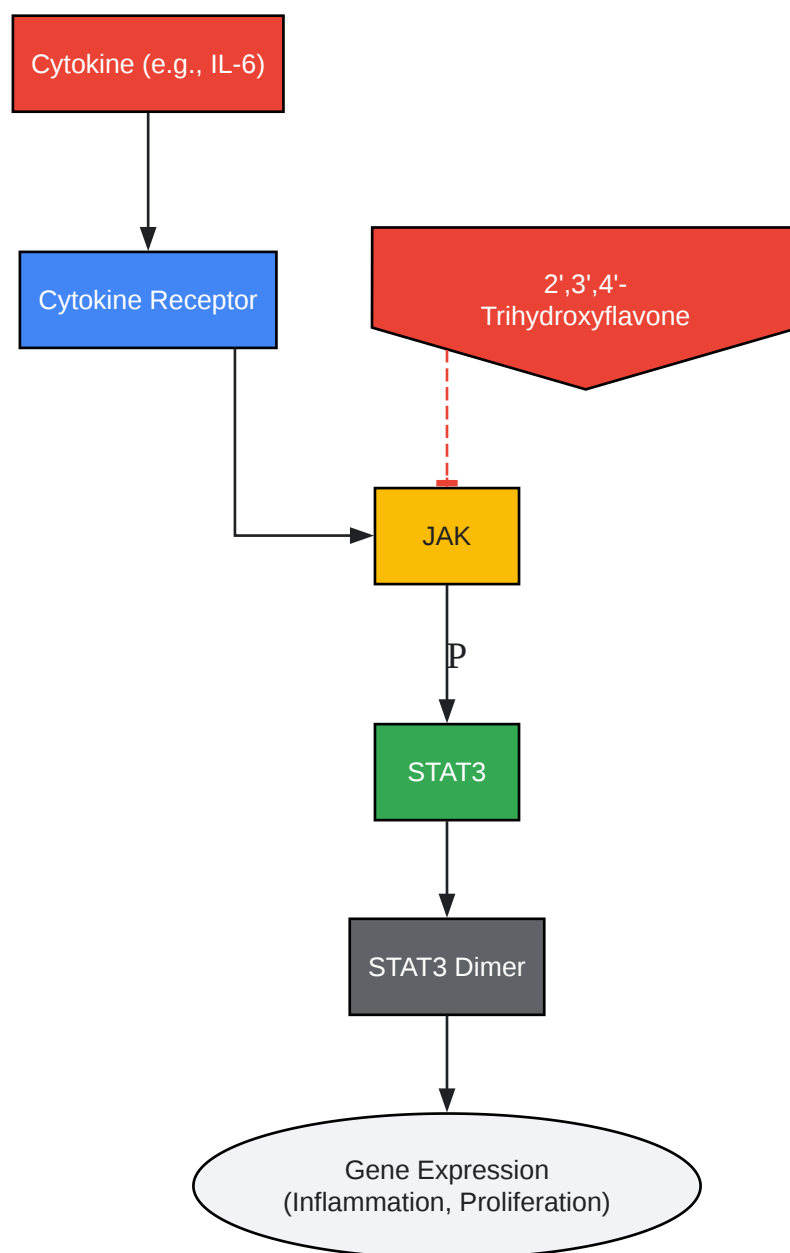 Cytokine (e.g., IL-6)
Cytokine Receptor
2',3',4'-
Trihydroxyflavone
JAK
P
STAT3
STAT3 Dimer
Gene Expression
(Inflammation, Proliferation)